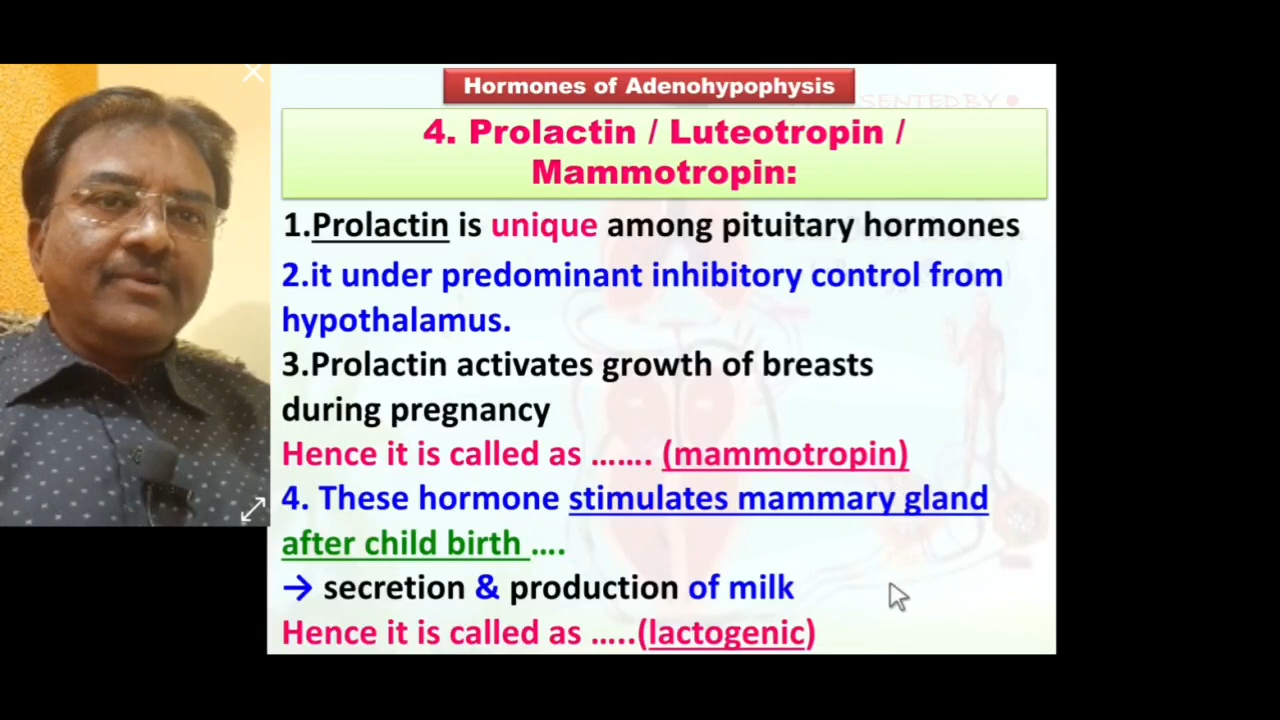 Hormones of Adenohypophysis
SENTED BY
4. Prolactin / Luteotropin /
Mammotropin:
1.Prolactin is unique among pituitary hormones
2.it under predominant inhibitory control from
hypothalamus.
3.Prolactin activates growth of breasts
during pregnancy
Hence it is called as ……. (mammotropin)
4. These hormone stimulates mammary gland
after child birth ….
→ secretion & production of milk
Hence it is called as …..(lactogenic)